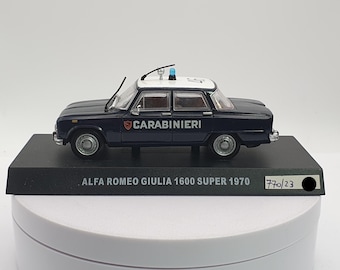 CARABINIERI
ALFA ROMEO GIULIA 1600 SUPER 1970
770/23